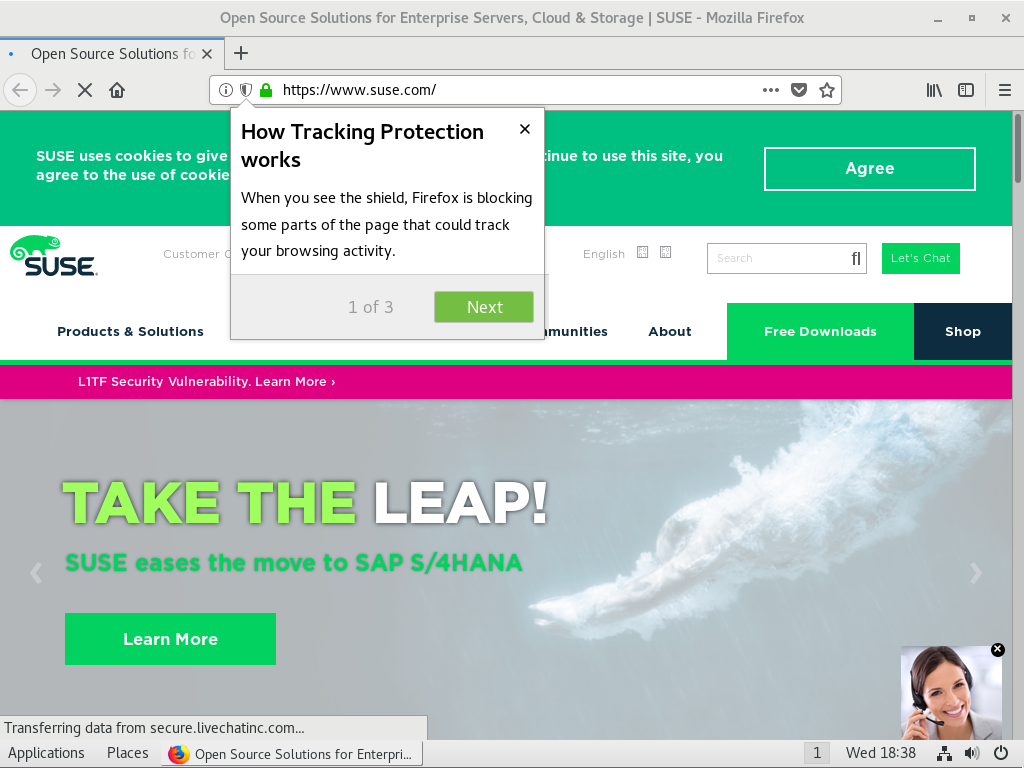 Open Source Solutions for Enterprise Servers, Cloud & Storage | SUSE - Mozilla Firefox
Open Source Solutions fo
https://www.suse.com/
How Tracking Protection
works
When you see the shield, Firefox is blocking
some parts of the page that could track
your browsing activity.
1 of 3
Next
SUSE uses cookies to give
tinue to use this site, you
agree to the use of cookie
Agree
SUSE
Customer
English
Search
Let's Chat
Products & Solutions
munities
About
Free Downloads
Shop
L1TF Security Vulnerability. Learn More ›
TAKE THE LEAP!
SUSE eases the move to SAP S/4HANA
Learn More
Transferring data from secure.livechatinc.com...
Applications
Places
Open Source Solutions for Enterpri...
1
Wed 18:38